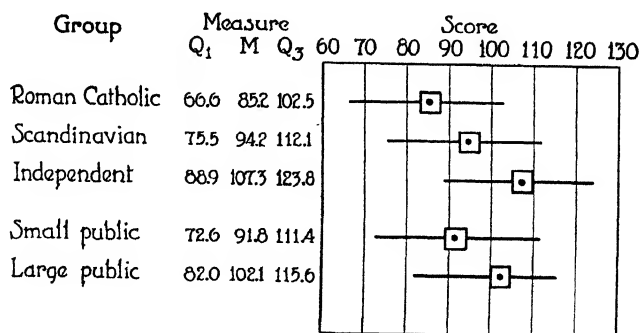 Group Measure Score
Q1 M Q3 60 70 80 90 100 110 120 130
Roman Catholic 66.6 85.2 102.5
Scandinavian 75.5 94.2 112.1
Independent 88.9 107.3 123.8
Small public 72.6 91.8 111.4
Large public 82.0 102.1 115.6